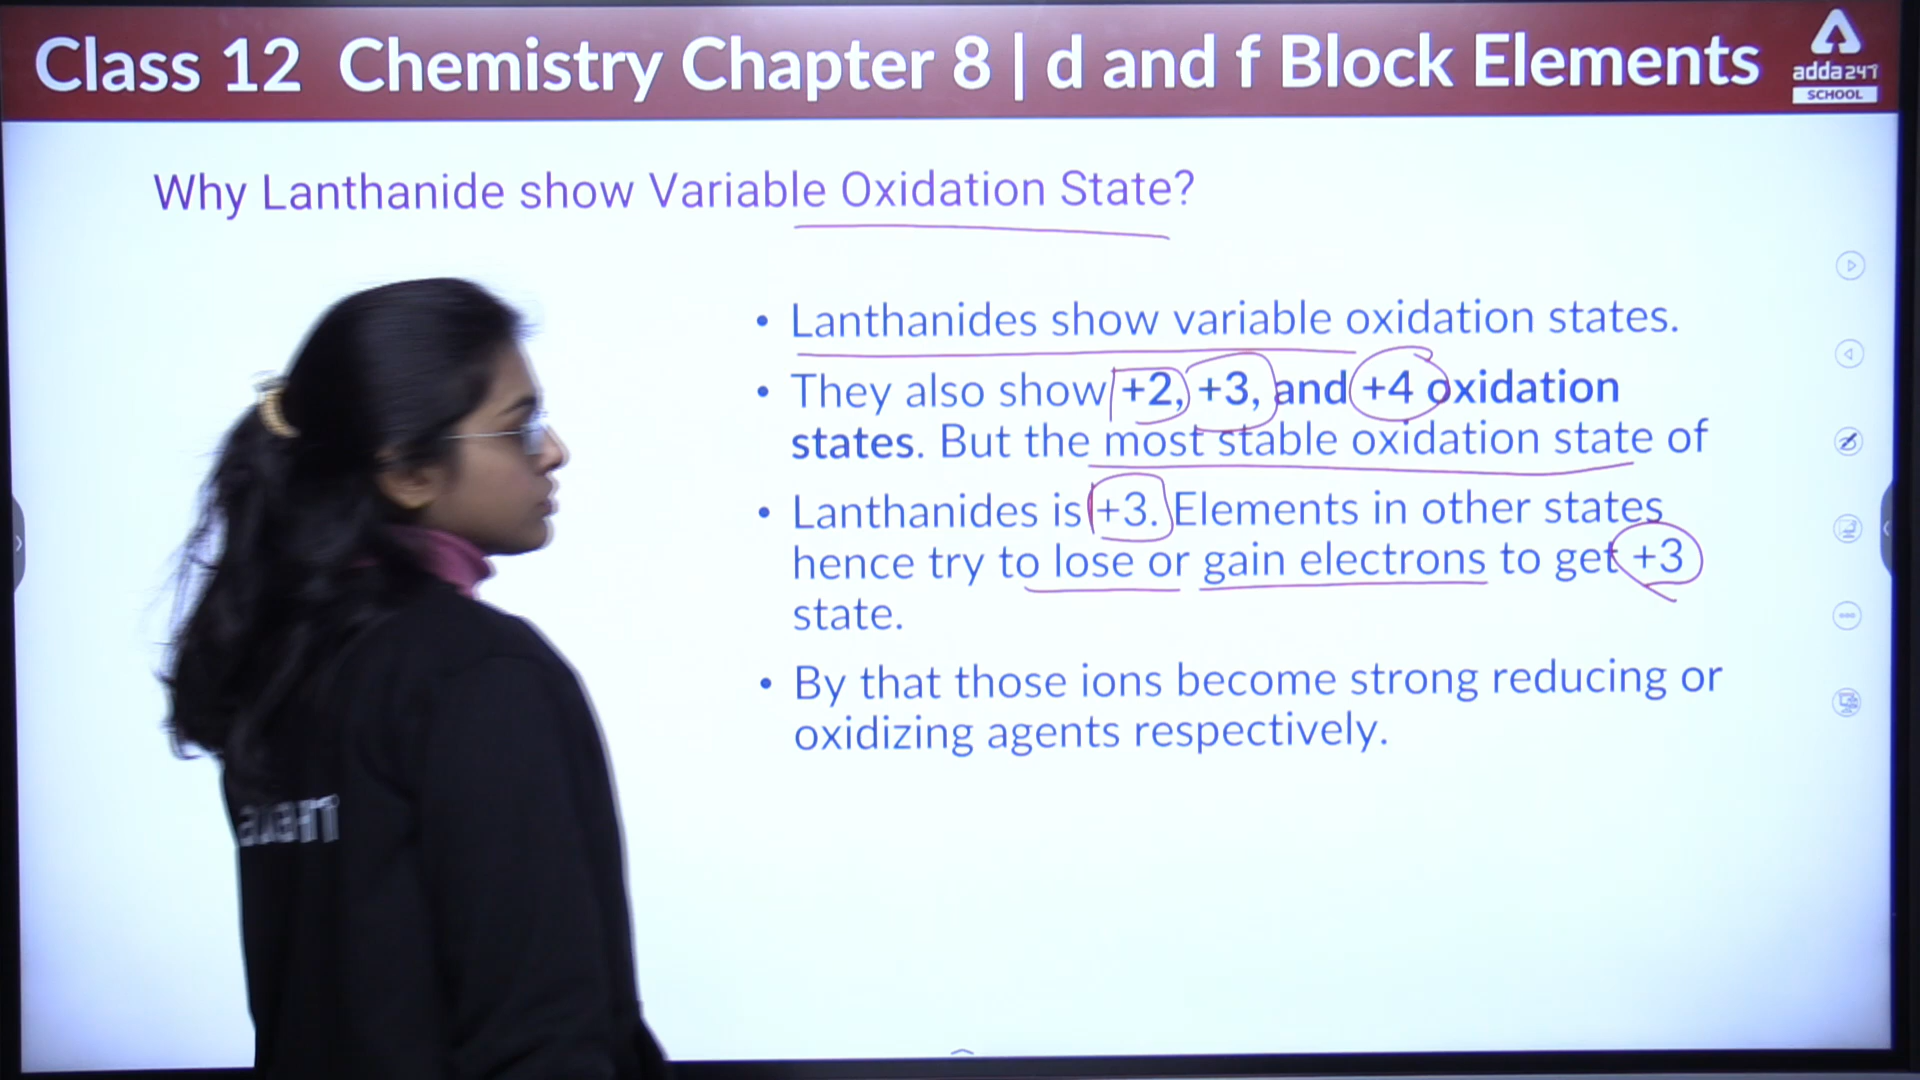 Class 12 Chemistry Chapter 8 | d and f Block Elements
adda247
SCHOOL
Why Lanthanide show Variable Oxidation State?
• Lanthanides show variable oxidation states.
• They also show +2, +3, and +4 oxidation
states. But the most stable oxidation state of
• Lanthanides is +3. Elements in other states
hence try to lose or gain electrons to get +3
state.
• By that those ions become strong reducing or
oxidizing agents respectively.